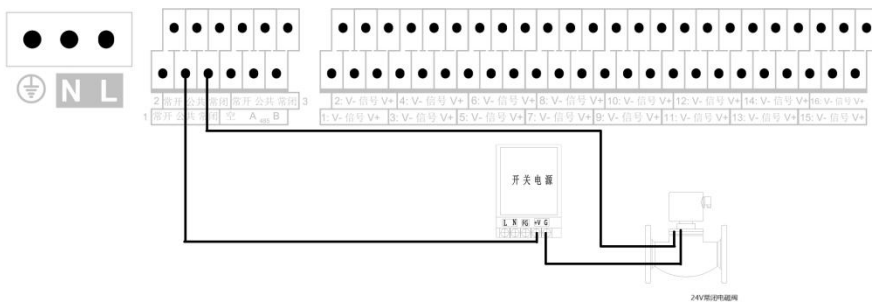 N L
2 常开 公共 常闭 常开 公共 常闭 3
1 常开 公共 常闭 空 A B
2: V- 信号 V+ 4: V- 信号 V+ 6: V- 信号 V+ 8: V- 信号 V+ 10: V- 信号 V+ 12: V- 信号 V+ 14: V- 信号 V+ 16: V- 信号 V+
1: V- 信号 V+ 3: V- 信号 V+ 5: V- 信号 V+ 7: V- 信号 V+ 9: V- 信号 V+ 11: V- 信号 V+ 13: V- 信号 V+ 15: V- 信号 V+
开关电源
L N FG +V G
24V常闭电磁阀